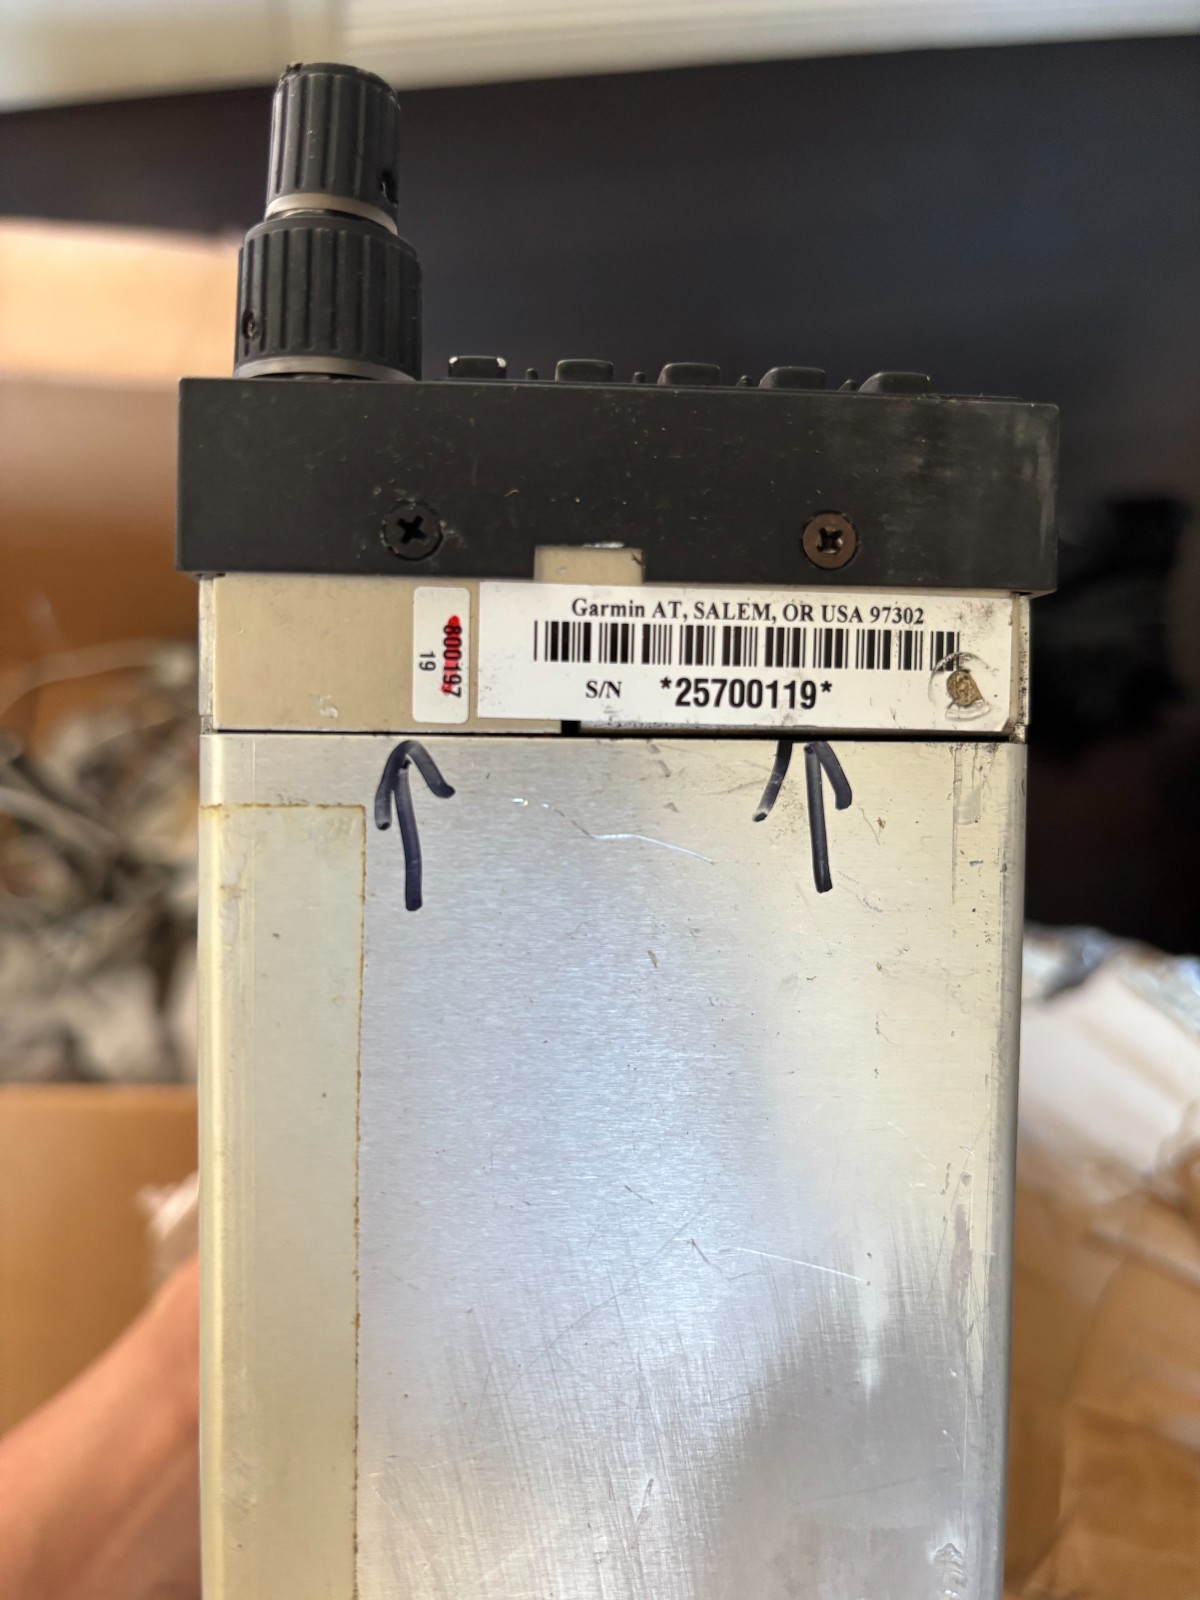 Garmin AT, SALEM, OR USA 97302
S/N *25700119*
800197
19